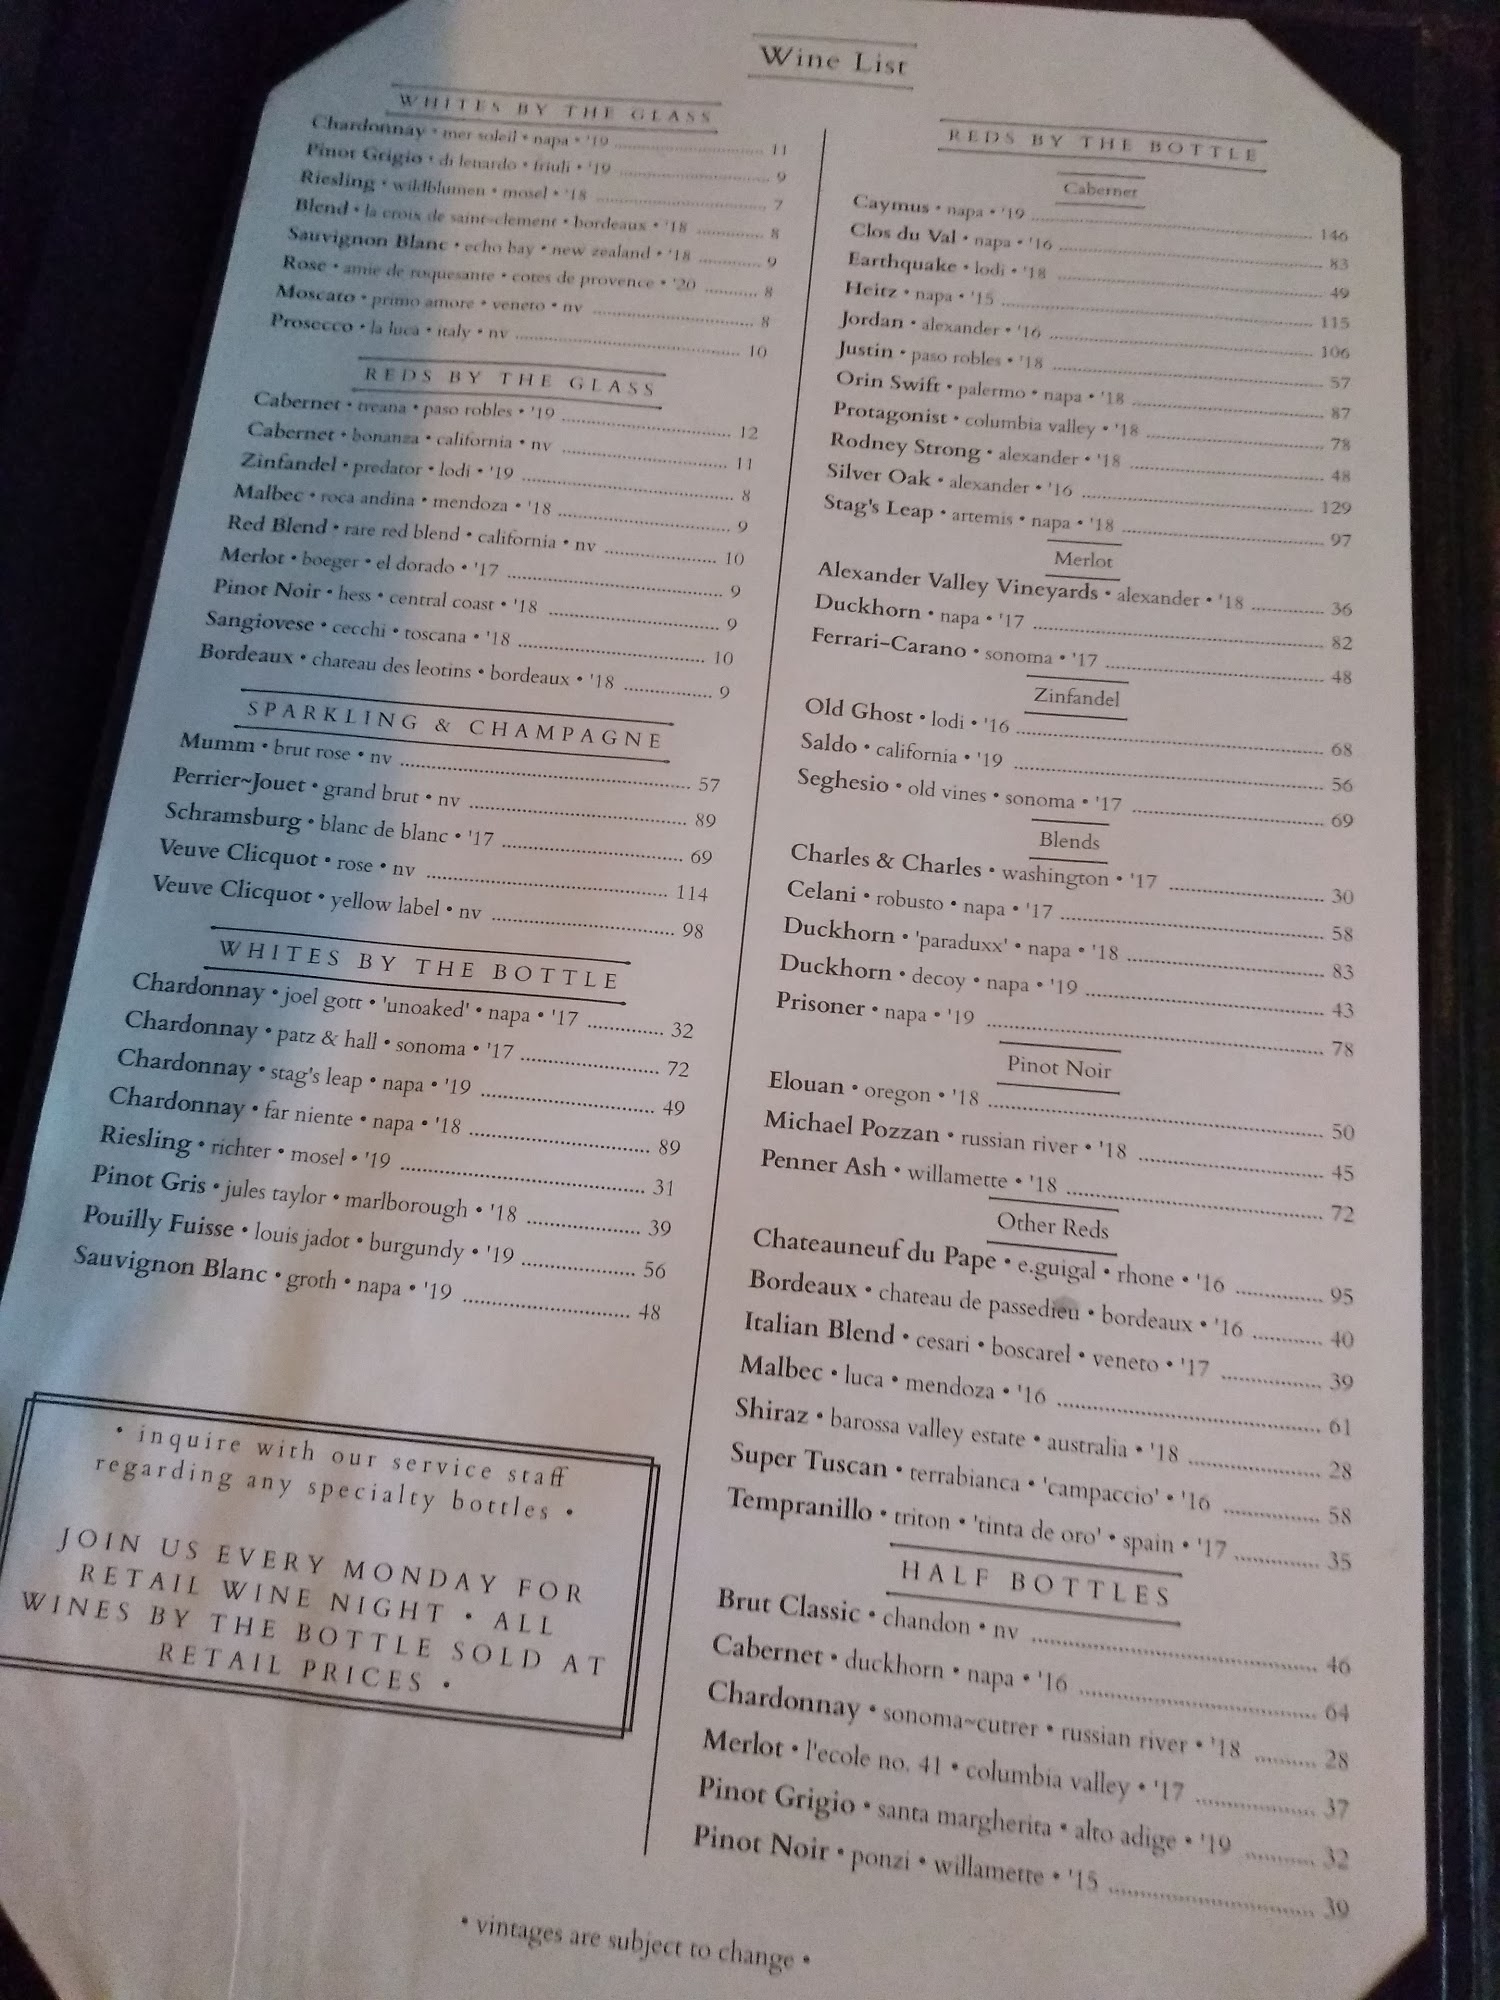 Wine List
WHITES BY THE GLASS
Chardonnay • mer soleil • napa • '19 ........ 11
Pinot Grigio • di lenardo • friuli • '19 ........ 9
Riesling • wildblumen • mosel • '18 ........ 7
Blend • la croix de saint-clement • bordeaux • '18 ........ 8
Sauvignon Blanc • echo bay • new zealand • '18 ........ 9
Rose • amie de roquesante • cotes de provence • '20 ........ 8
Moscato • primo amore • veneto • nv ........ 8
Prosecco • la luca • italy • nv ........ 10
REDS BY THE GLASS
Cabernet • treana • paso robles • '19 ........ 12
Cabernet • bonanza • california • nv ........ 11
Zinfandel • predator • lodi • '19 ........ 8
Malbec • roca andina • mendoza • '18 ........ 9
Red Blend • rare red blend • california • nv ........ 10
Merlot • boeger • el dorado • '17 ........ 9
Pinot Noir • hess • central coast • '18 ........ 9
Sangiovese • cecchi • toscana • '18 ........ 10
Bordeaux • chateau des leotins • bordeaux • '18 ........ 9
SPARKLING & CHAMPAGNE
Mumm • brut rose • nv ........ 57
Perrier~Jouet • grand brut • nv ........ 89
Schramsburg • blanc de blanc • '17 ........ 69
Veuve Clicquot • rose • nv ........ 114
Veuve Clicquot • yellow label • nv ........ 98
WHITES BY THE BOTTLE
Chardonnay • joel gott • 'unoaked' • napa • '17 ........ 32
Chardonnay • patz & hall • sonoma • '17 ........ 72
Chardonnay • stag's leap • napa • '19 ........ 49
Chardonnay • far niente • napa • '18 ........ 89
Riesling • richter • mosel • '19 ........ 31
Pinot Gris • jules taylor • marlborough • '18 ........ 39
Pouilly Fuisse • louis jadot • burgundy • '19 ........ 56
Sauvignon Blanc • groth • napa • '19 ........ 48
• inquire with our service staff
regarding any specialty bottles •
JOIN US EVERY MONDAY FOR
RETAIL WINE NIGHT • ALL
WINES BY THE BOTTLE SOLD AT
RETAIL PRICES •
REDS BY THE BOTTLE
Cabernet
Caymus • napa • '19 ........ 146
Clos du Val • napa • '16 ........ 83
Earthquake • lodi • '18 ........ 49
Heitz • napa • '15 ........ 115
Jordan • alexander • '16 ........ 106
Justin • paso robles • '18 ........ 57
Orin Swift • palermo • napa • '18 ........ 87
Protagonist • columbia valley • '18 ........ 78
Rodney Strong • alexander • '18 ........ 48
Silver Oak • alexander • '16 ........ 129
Stag's Leap • artemis • napa • '18 ........ 97
Merlot
Alexander Valley Vineyards • alexander • '18 ........ 36
Duckhorn • napa • '17 ........ 82
Ferrari~Carano • sonoma • '17 ........ 48
Zinfandel
Old Ghost • lodi • '16 ........ 68
Saldo • california • '19 ........ 56
Seghesio • old vines • sonoma • '17 ........ 69
Blends
Charles & Charles • washington • '17 ........ 30
Celani • robusto • napa • '17 ........ 58
Duckhorn • 'paraduxx' • napa • '18 ........ 83
Duckhorn • decoy • napa • '19 ........ 43
Prisoner • napa • '19 ........ 78
Pinot Noir
Elouan • oregon • '18 ........ 50
Michael Pozzan • russian river • '18 ........ 45
Penner Ash • willamette • '18 ........ 72
Other Reds
Chateauneuf du Pape • e.guigal • rhone • '16 ........ 95
Bordeaux • chateau de passedieu • bordeaux • '16 ........ 40
Italian Blend • cesari • boscarel • veneto • '17 ........ 39
Malbec • luca • mendoza • '16 ........ 61
Shiraz • barossa valley estate • australia • '18 ........ 28
Super Tuscan • terrabianca • 'campaccio' • '16 ........ 58
Tempranillo • triton • 'tinta de oro' • spain • '17 ........ 35
HALF BOTTLES
Brut Classic • chandon • nv ........ 46
Cabernet • duckhorn • napa • '16 ........ 64
Chardonnay • sonoma~cutrer • russian river • '18 ........ 28
Merlot • l'ecole no. 41 • columbia valley • '17 ........ 37
Pinot Grigio • santa margherita • alto adige • '19 ........ 32
Pinot Noir • ponzi • willamette • '15 ........ 39
• vintages are subject to change •